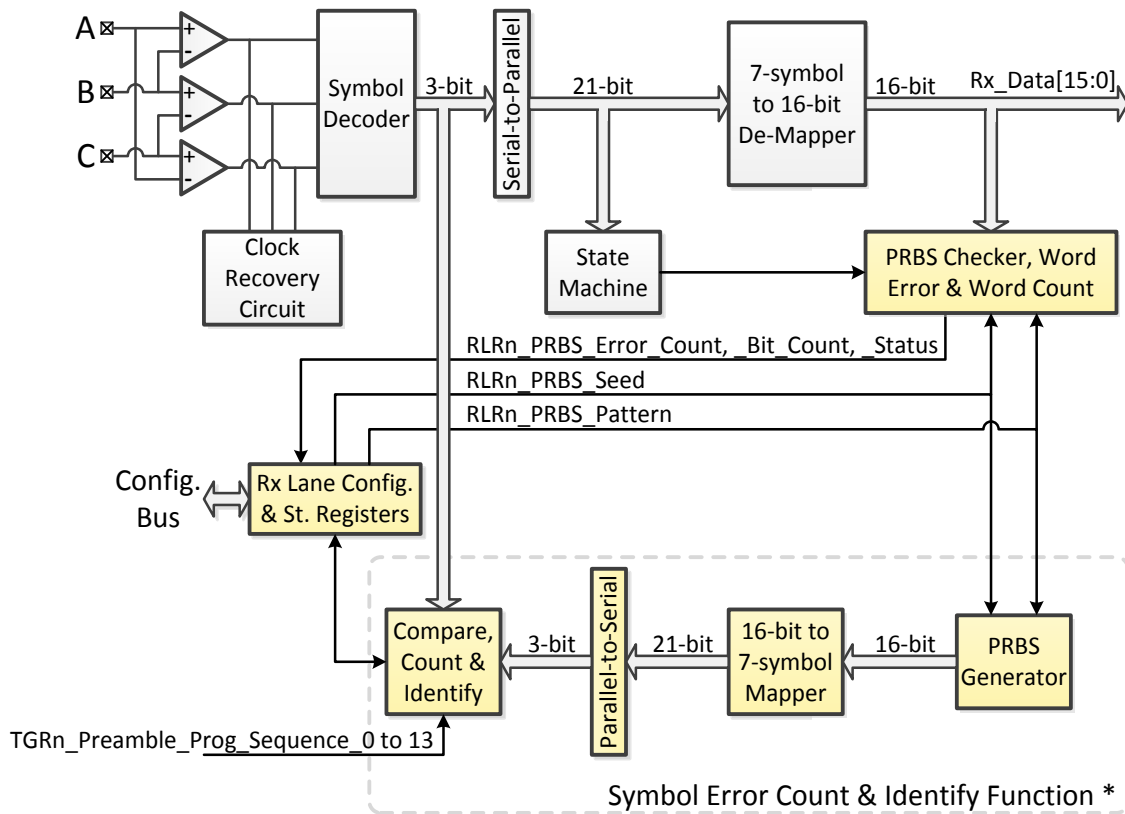 A
B
C
+
-
+
-
+
-
Symbol
Decoder
3-bit
Serial-to-Parallel
21-bit
7-symbol
to 16-bit
De-Mapper
16-bit
Rx_Data[15:0]
Clock
Recovery
Circuit
State
Machine
PRBS Checker, Word
Error & Word Count
RLRn_PRBS_Error_Count, _Bit_Count, _Status
RLRn_PRBS_Seed
RLRn_PRBS_Pattern
Config.
Bus
Rx Lane Config.
& St. Registers
Compare,
Count &
Identify
3-bit
Parallel-to-Serial
21-bit
16-bit to
7-symbol
Mapper
16-bit
PRBS
Generator
TGRn_Preamble_Prog_Sequence_0 to 13
Symbol Error Count & Identify Function *